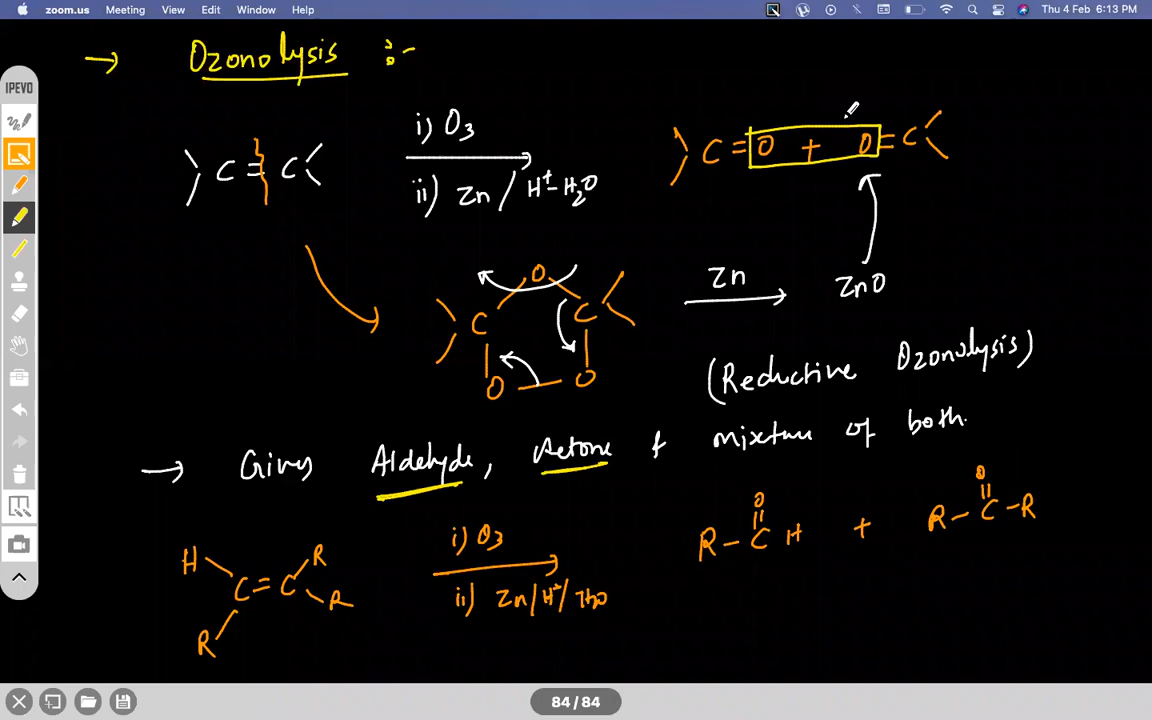 zoom.us Meeting View Edit Window Help Thu 4 Feb 6:13 PM
IPEVO
→ Ozonolysis :-
C = C
i) O3
ii) Zn / H+ - H2O
C = O + O = C
O
C C
O — O
Zn
ZnO
(Reductive Ozonolysis)
→ Gives Aldehyde, Ketone & mixture of both.
H R
C = C
R R
i) O3
ii) Zn/H+/H2O
O
R – C H
+
O
R – C – R
84 / 84